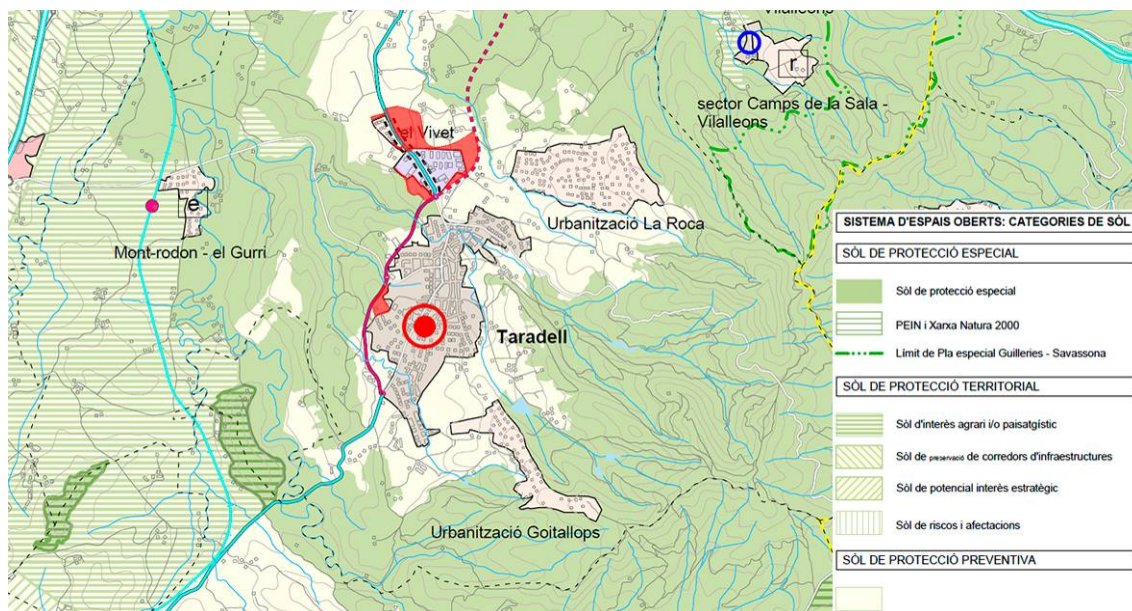 Vilalleons
r
sector Camps de la Sala -
Vilalleons
el Vivet
Urbanització La Roca
e
Mont-rodon - el Gurri
Taradell
Urbanització Goitallops
SISTEMA D'ESPAIS OBERTS: CATEGORIES DE SÒL
SÒL DE PROTECCIÓ ESPECIAL
Sòl de protecció especial
PEIN i Xarxa Natura 2000
Límit de Pla especial Guilleries - Savassona
SÒL DE PROTECCIÓ TERRITORIAL
Sòl d'interès agrari i/o paisatgístic
Sòl de preservació de corredors d'infraestructures
Sòl de potencial interès estratègic
Sòl de riscos i afectacions
SÒL DE PROTECCIÓ PREVENTIVA